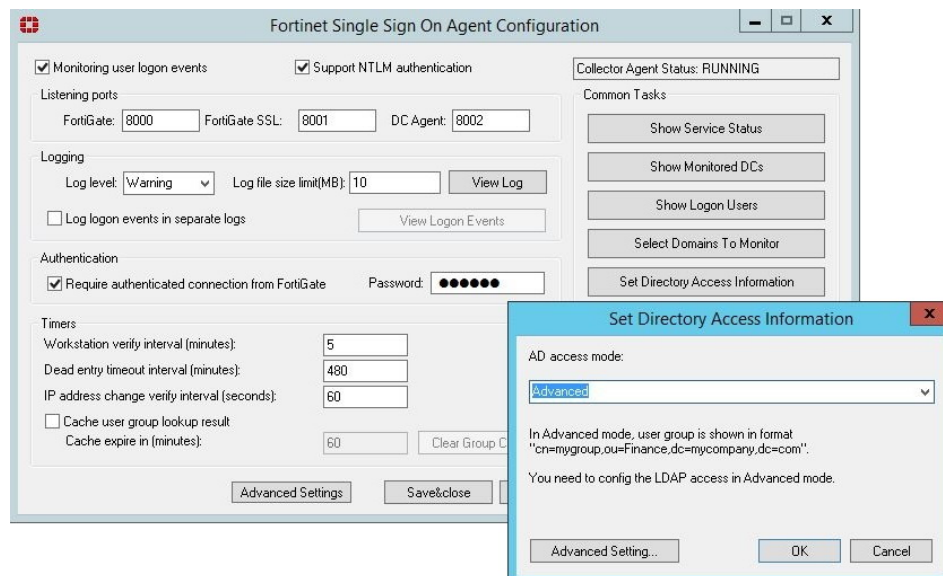 Fortinet Single Sign On Agent Configuration
Monitoring user logon events
Support NTLM authentication
Collector Agent Status: RUNNING
Listening ports
FortiGate: 8000 FortiGate SSL: 8001 DC Agent: 8002
Logging
Log level: Warning Log file size limit(MB): 10 View Log
Log logon events in separate logs View Logon Events
Authentication
Require authenticated connection from FortiGate Password: ●●●●●●
Timers
Workstation verify interval (minutes): 5
Dead entry timeout interval (minutes): 480
IP address change verify interval (seconds): 60
Cache user group lookup result
Cache expire in (minutes): 60 Clear Group C
Advanced Settings Save&close
Common Tasks
Show Service Status
Show Monitored DCs
Show Logon Users
Select Domains To Monitor
Set Directory Access Information
Set Directory Access Information
AD access mode:
Advanced
In Advanced mode, user group is shown in format
"cn=mygroup,ou=Finance,dc=mycompany,dc=com".
You need to config the LDAP access in Advanced mode.
Advanced Setting... OK Cancel